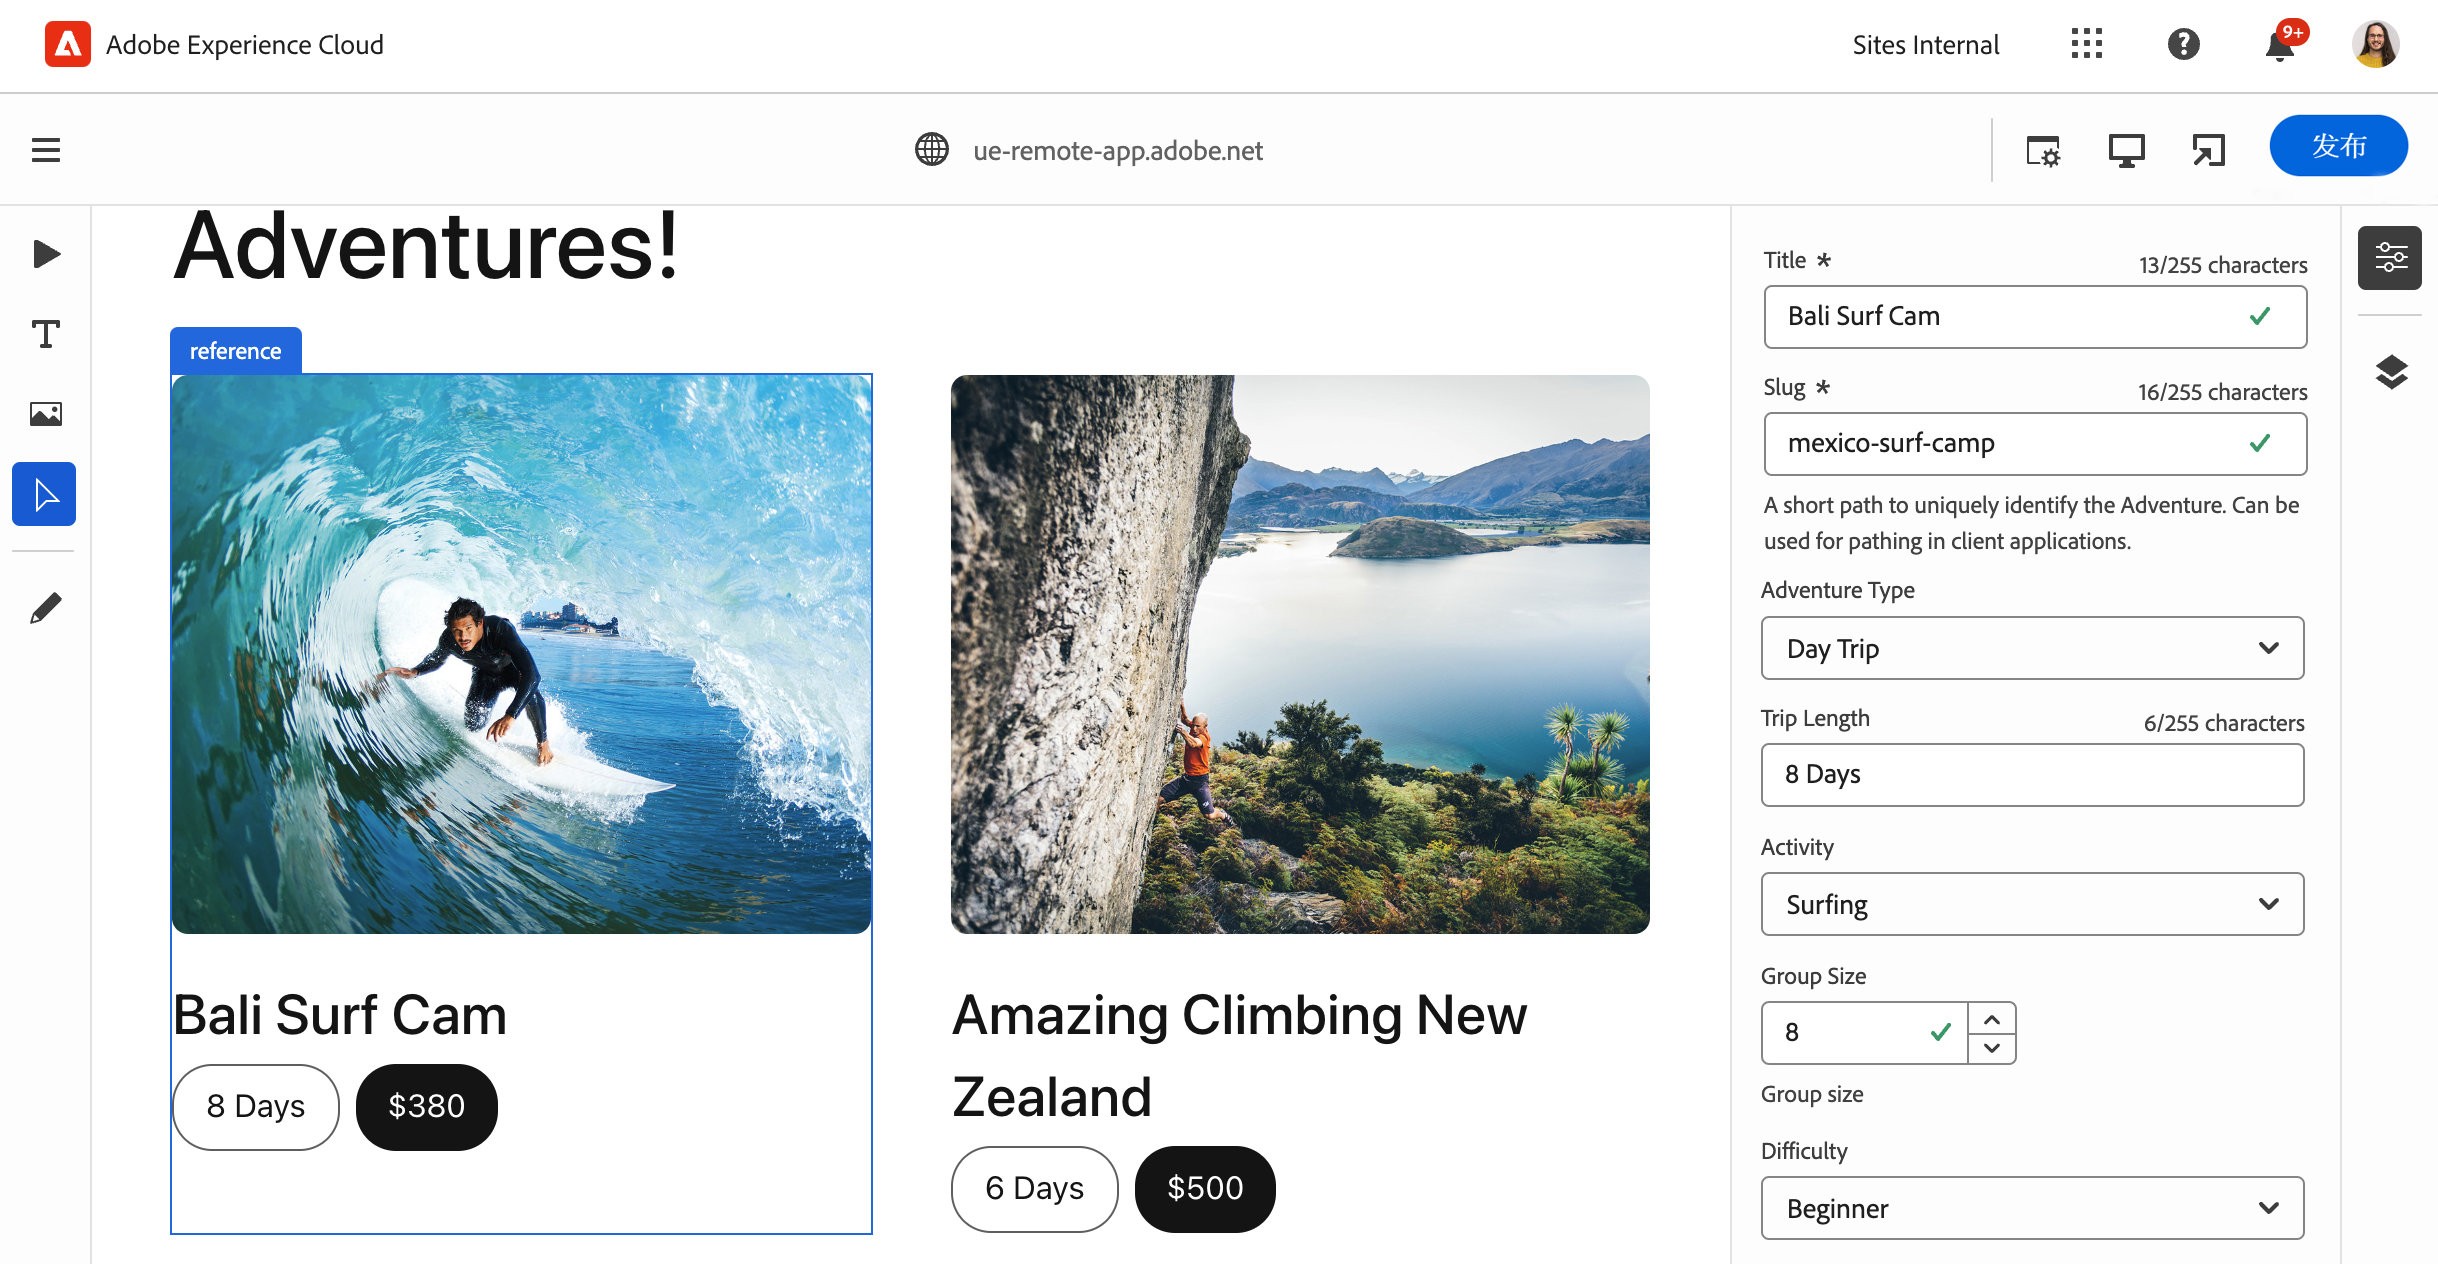 Adobe Experience Cloud
Sites Internal
9+
ue-remote-app.adobe.net
发布
Adventures!
reference
Bali Surf Cam
8 Days
$380
Amazing Climbing New
Zealand
6 Days
$500
Title *
13/255 characters
Bali Surf Cam
Slug *
16/255 characters
mexico-surf-camp
A short path to uniquely identify the Adventure. Can be
used for pathing in client applications.
Adventure Type
Day Trip
Trip Length
6/255 characters
8 Days
Activity
Surfing
Group Size
8
Group size
Difficulty
Beginner